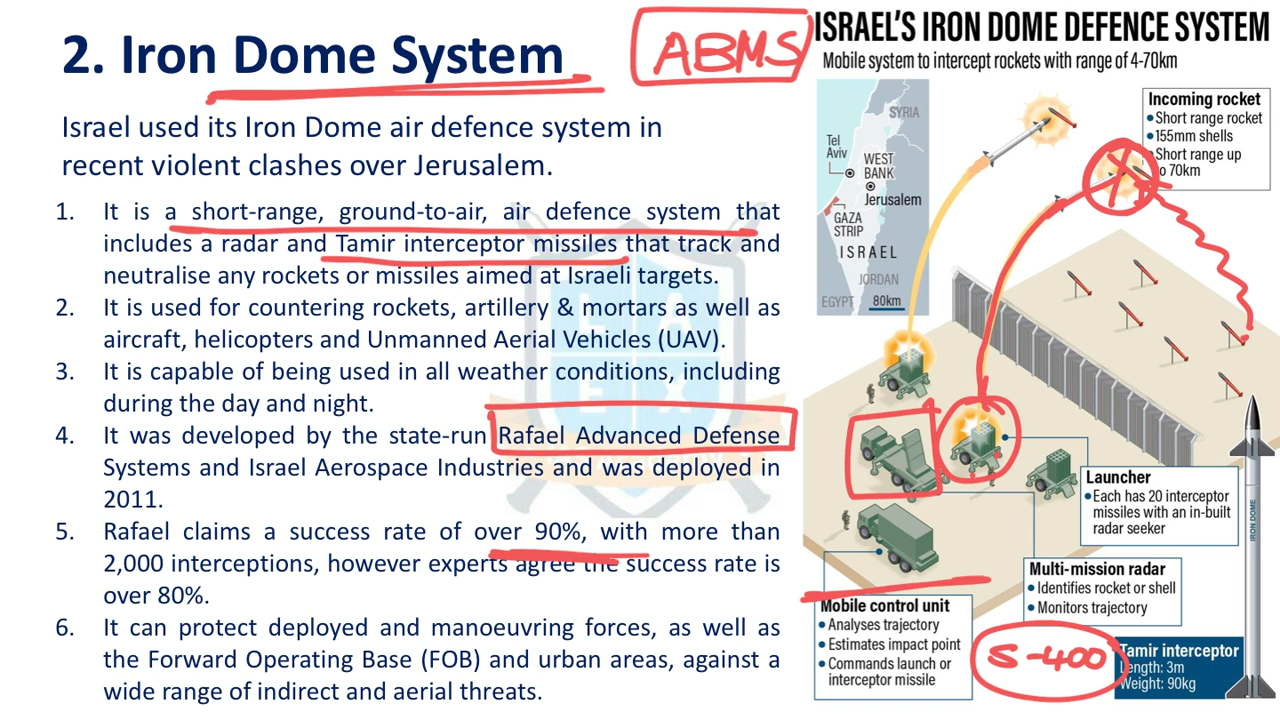 2. Iron Dome System
ABMS
Israel used its Iron Dome air defence system in
recent violent clashes over Jerusalem.
1. It is a short-range, ground-to-air, air defence system that
includes a radar and Tamir interceptor missiles that track and
neutralise any rockets or missiles aimed at Israeli targets.
2. It is used for countering rockets, artillery & mortars as well as
aircraft, helicopters and Unmanned Aerial Vehicles (UAV).
3. It is capable of being used in all weather conditions, including
during the day and night.
4. It was developed by the state-run Rafael Advanced Defense
Systems and Israel Aerospace Industries and was deployed in
2011.
5. Rafael claims a success rate of over 90%, with more than
2,000 interceptions, however experts agree the success rate is
over 80%.
6. It can protect deployed and manoeuvring forces, as well as
the Forward Operating Base (FOB) and urban areas, against a
wide range of indirect and aerial threats.
ISRAEL'S IRON DOME DEFENCE SYSTEM
Mobile system to intercept rockets with range of 4-70km
SYRIA
Tel
Aviv
WEST
BANK
Jerusalem
GAZA
STRIP
ISRAEL
JORDAN
EGYPT
80km
Incoming rocket
• Short range rocket
• 155mm shells
• Short range up
to 70km
Launcher
• Each has 20 interceptor
missiles with an in-built
radar seeker
IRON DOME
Multi-mission radar
• Identifies rocket or shell
• Monitors trajectory
Mobile control unit
• Analyses trajectory
• Estimates impact point
• Commands launch or
interceptor missile
S-400
Tamir interceptor
Length: 3m
Weight: 90kg